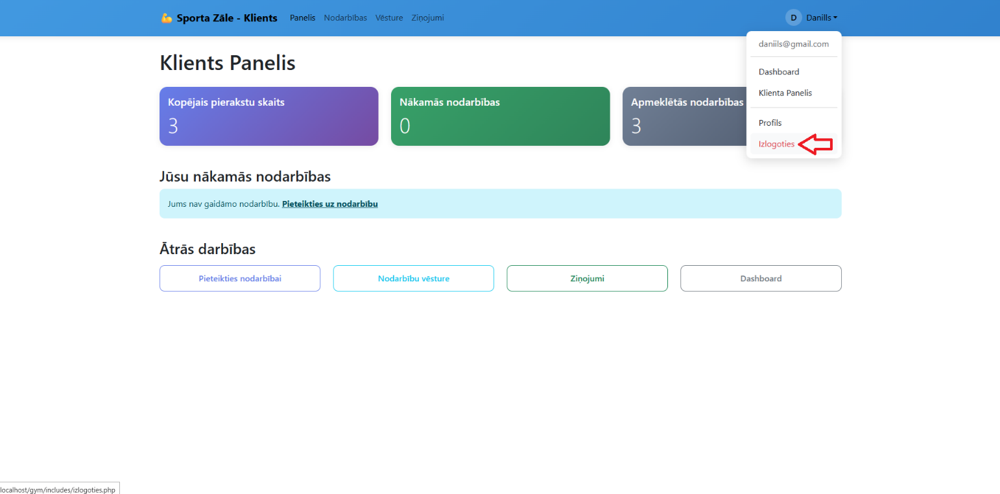 💪 Sporta Zāle - Klients Panelis Nodarbības Vēsture Ziņojumi D Danills
daniils@gmail.com
Dashboard
Klienta Panelis
Profils
Izlogoties
Klients Panelis
Kopējais pierakstu skaits
3
Nākamās nodarbības
0
Apmeklētās nodarbības
3
Jūsu nākamās nodarbības
Jums nav gaidāmo nodarbību. Pieteikties uz nodarbību
Ātrās darbības
Pieteikties nodarbībai
Nodarbību vēsture
Ziņojumi
Dashboard
localhost/gym/includes/izlogoties.php